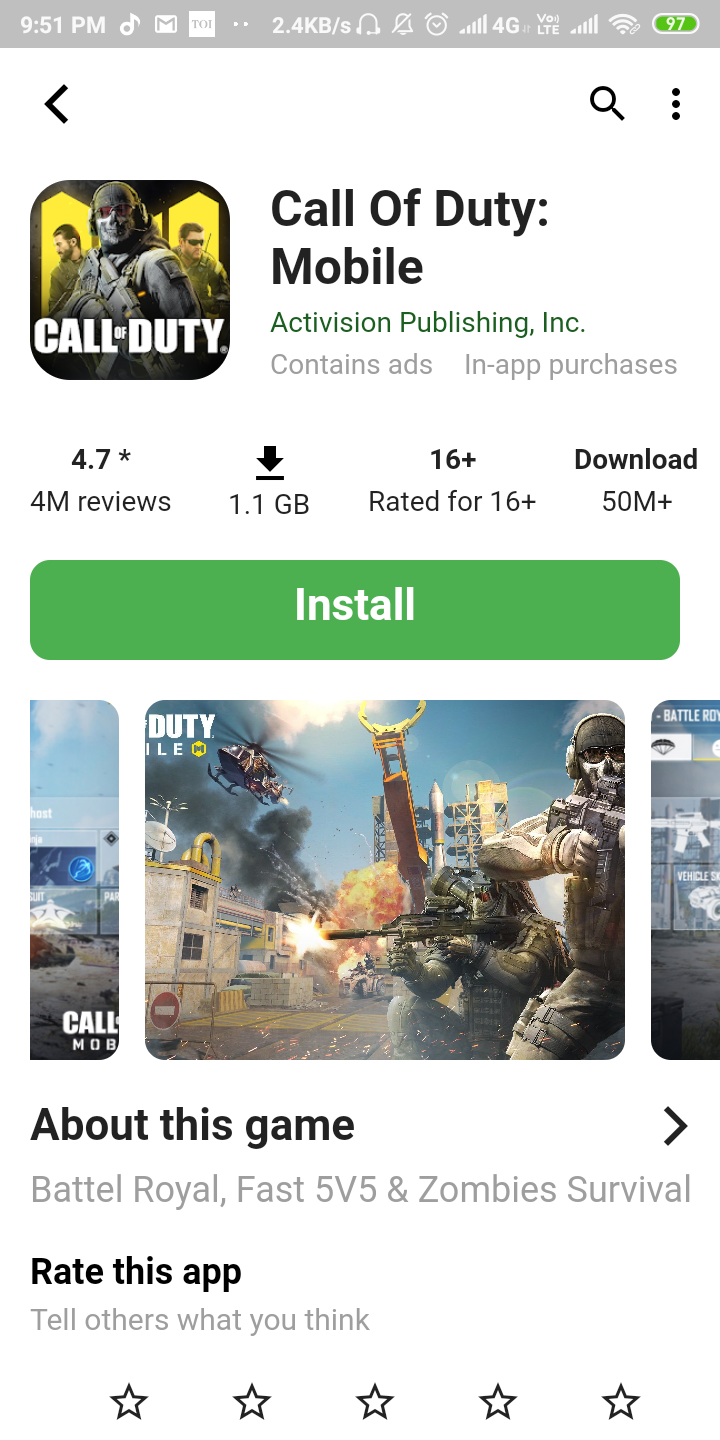 9:51 PM TOI 2.4KB/s 4G Vo) LTE 97
CALL OF DUTY®
Call Of Duty:
Mobile
Activision Publishing, Inc.
Contains ads In-app purchases
4.7 * 16+ Download
4M reviews 1.1 GB Rated for 16+ 50M+
Install
DUTY
ILE
- BATTLE ROY
host
SUIT PAR
VEHICLE SK
CALL
MOB
About this game
Battel Royal, Fast 5V5 & Zombies Survival
Rate this app
Tell others what you think